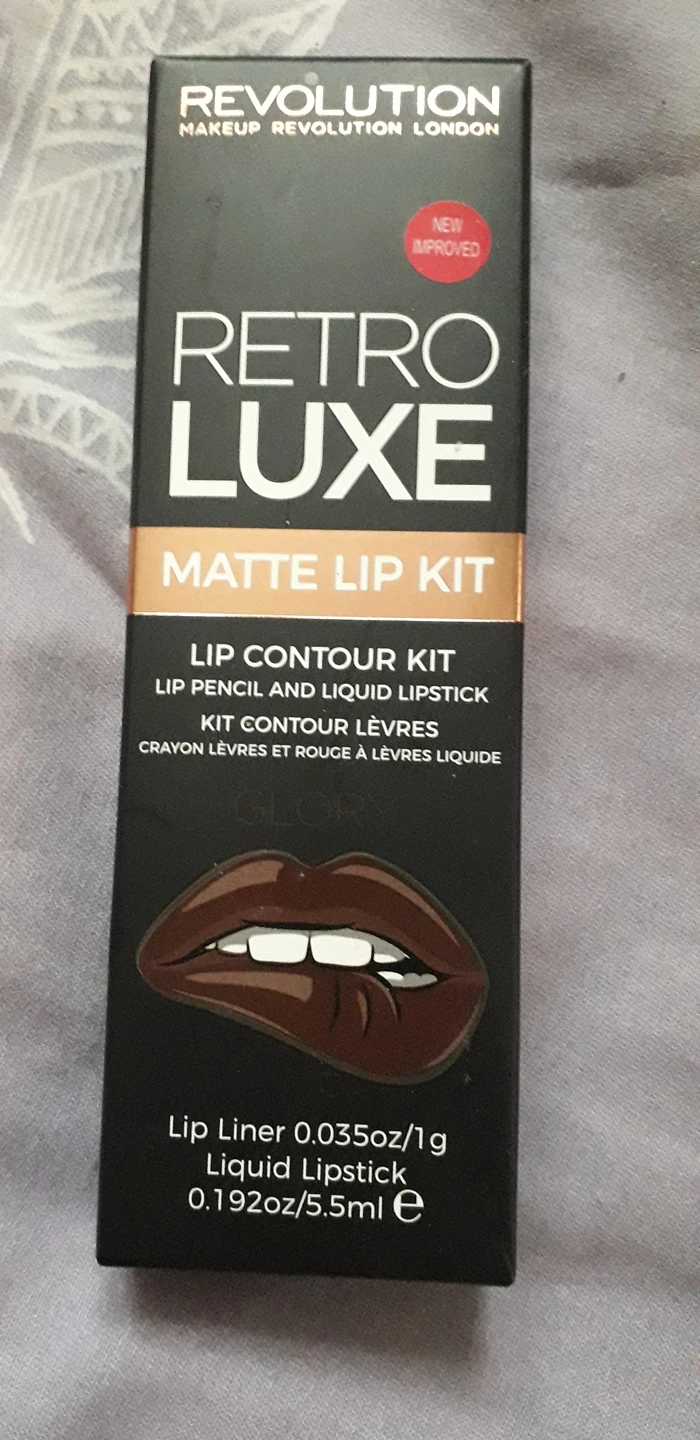 REVOLUTION
MAKEUP REVOLUTION LONDON
NEW
IMPROVED
RETRO
LUXE
MATTE LIP KIT
LIP CONTOUR KIT
LIP PENCIL AND LIQUID LIPSTICK
KIT CONTOUR LÈVRES
CRAYON LÈVRES ET ROUGE À LÈVRES LIQUIDE
GLORY
Lip Liner 0.035oz/1g
Liquid Lipstick
0.192oz/5.5ml ℮